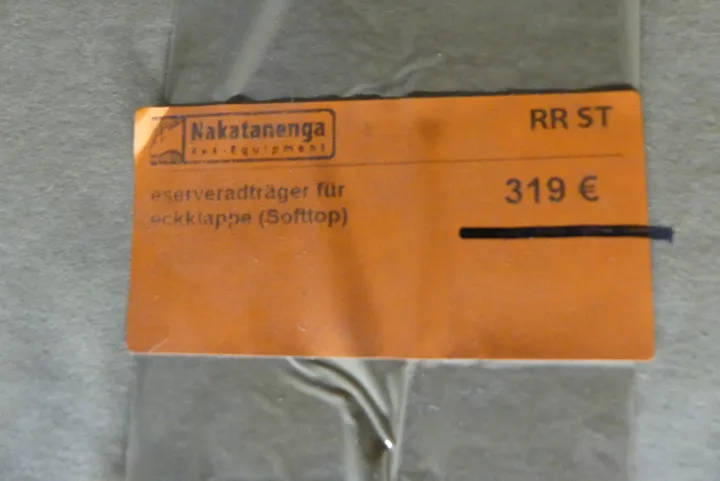 Nakatanenga
4x4-Equipment
RR ST
eserveradträger für
eckklappe (Softtop)
319 €